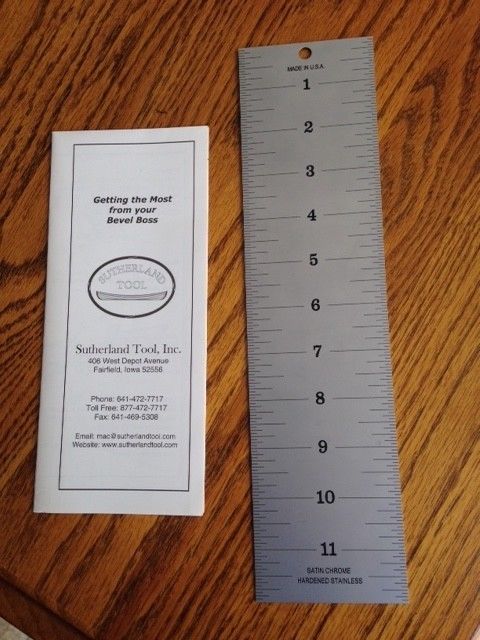 Getting the Most
from your
Bevel Boss
SUTHERLAND
TOOL
Sutherland Tool, Inc.
406 West Depot Avenue
Fairfield, Iowa 52556
Phone: 641-472-7717
Toll Free: 877-472-7717
Fax: 641-469-5308
Email: mac@sutherlandtool.com
Website: www.sutherlandtool.com
MADE IN U.S.A.
1
2
3
4
5
6
7
8
9
10
11
SATIN CHROME
HARDENED STAINLESS